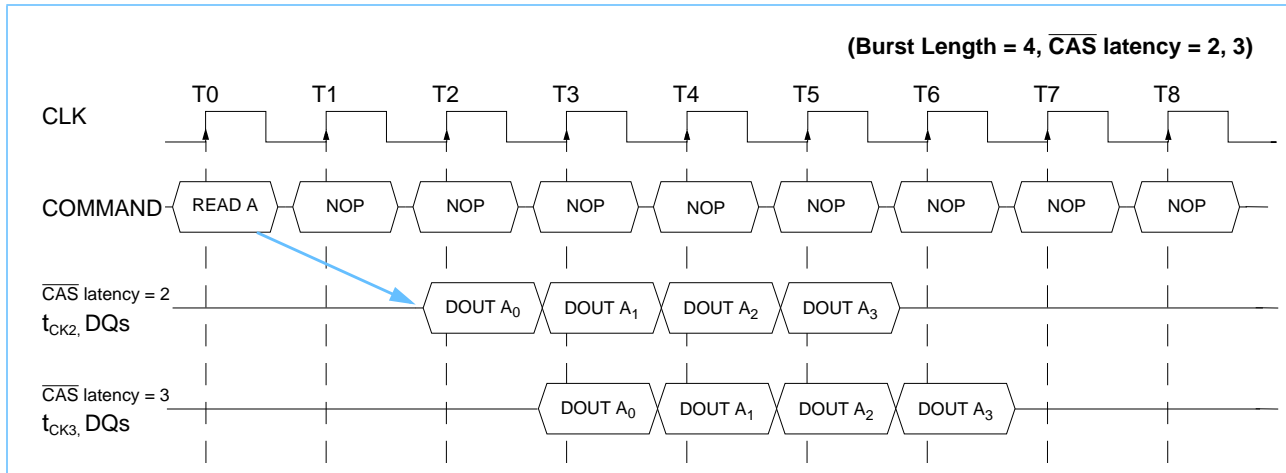 (Burst Length = 4, CAS latency = 2, 3)
T0 T1 T2 T3 T4 T5 T6 T7 T8
CLK
COMMAND READ A NOP NOP NOP NOP NOP NOP NOP NOP
CAS latency = 2
tCK2, DQs DOUT A0 DOUT A1 DOUT A2 DOUT A3
CAS latency = 3
tCK3, DQs DOUT A0 DOUT A1 DOUT A2 DOUT A3